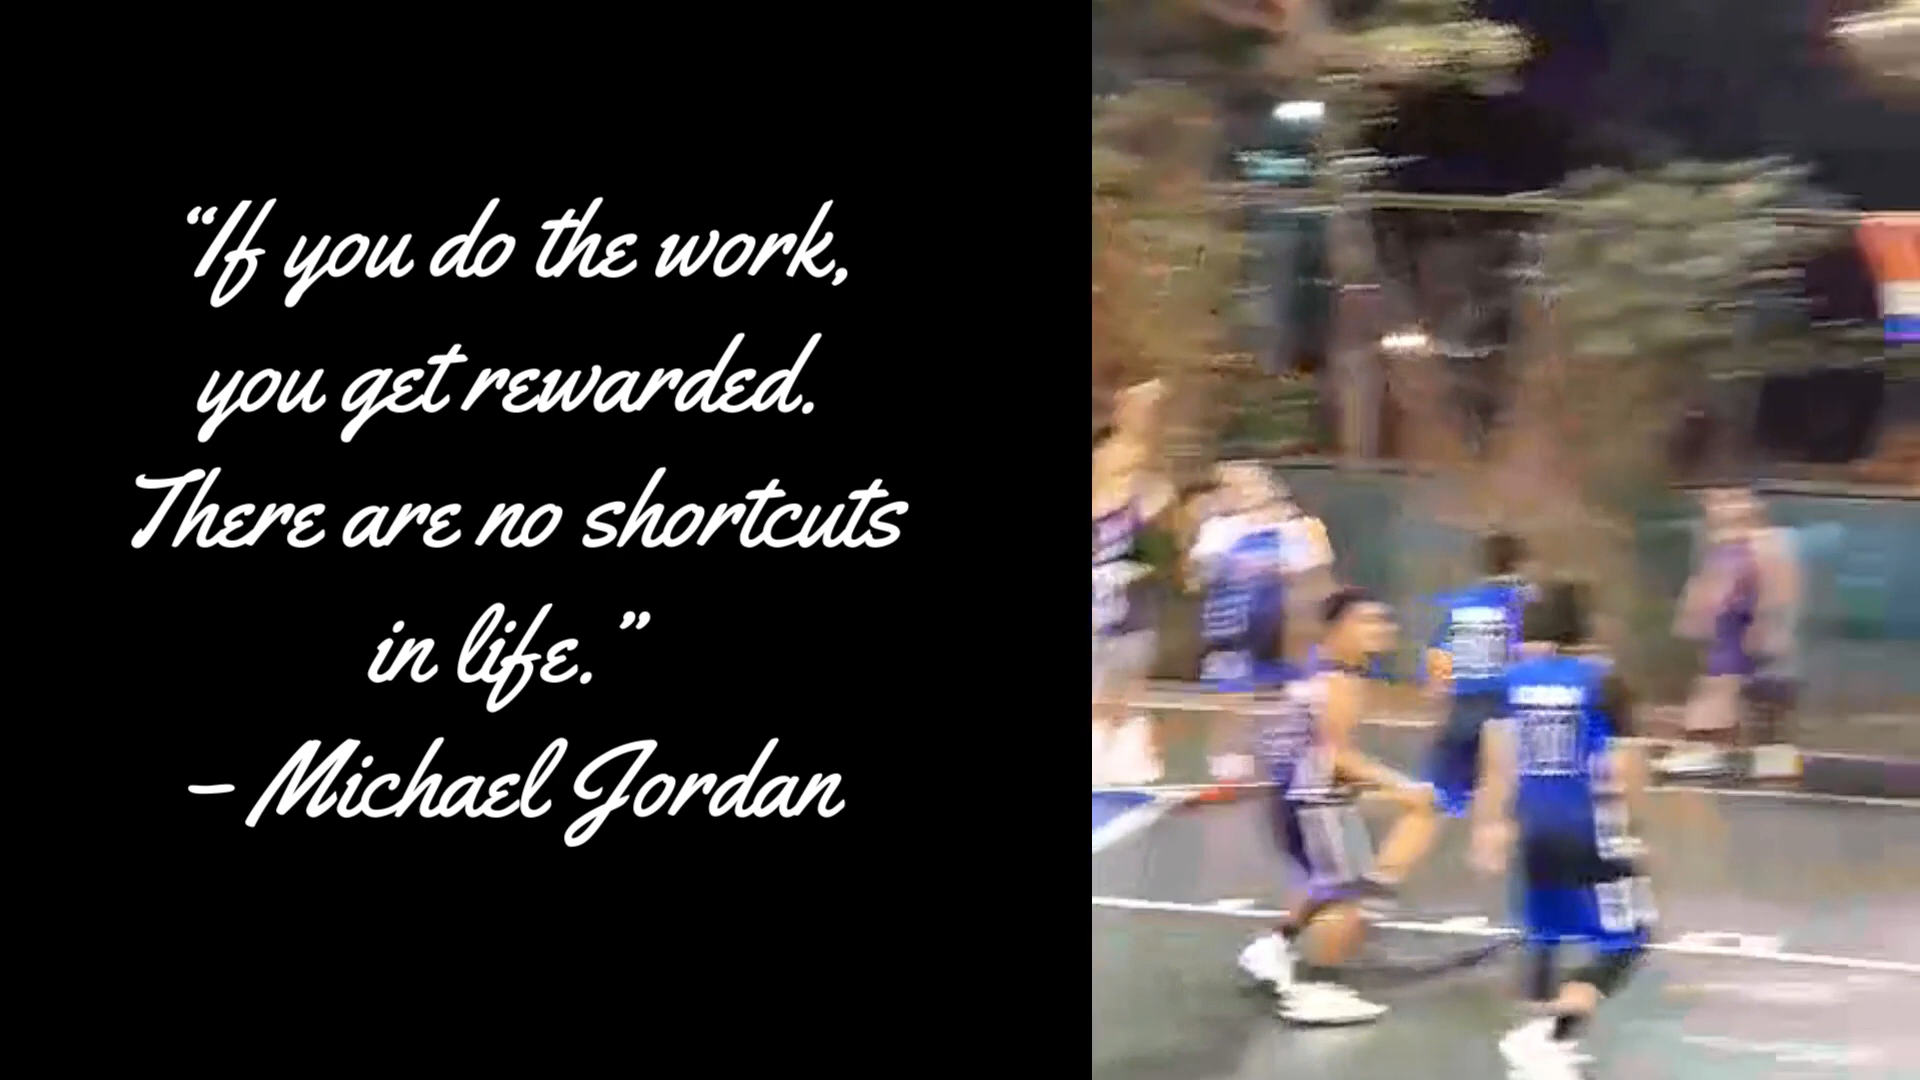 “If you do the work,
you get rewarded.
There are no shortcuts
in life.”
– Michael Jordan